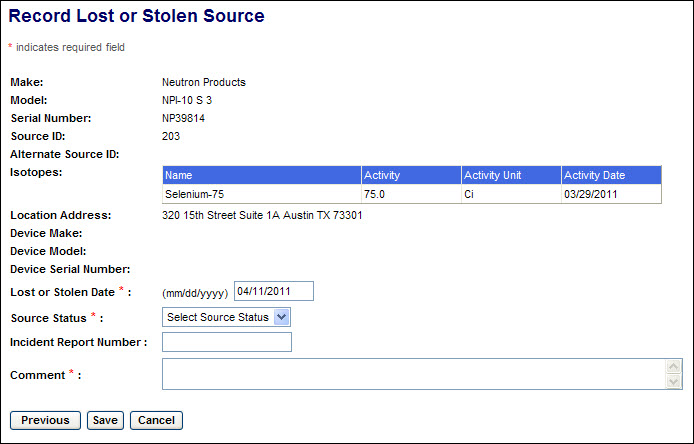 Record Lost or Stolen Source
* indicates required field
Make: Neutron Products
Model: NPI-10 S 3
Serial Number: NP39814
Source ID: 203
Alternate Source ID:
Isotopes: Name Activity Activity Unit Activity Date
Selenium-75 75.0 Ci 03/29/2011
Location Address: 320 15th Street Suite 1A Austin TX 73301
Device Make:
Device Model:
Device Serial Number:
Lost or Stolen Date * : (mm/dd/yyyy) 04/11/2011
Source Status * : Select Source Status
Incident Report Number :
Comment * :
Previous Save Cancel